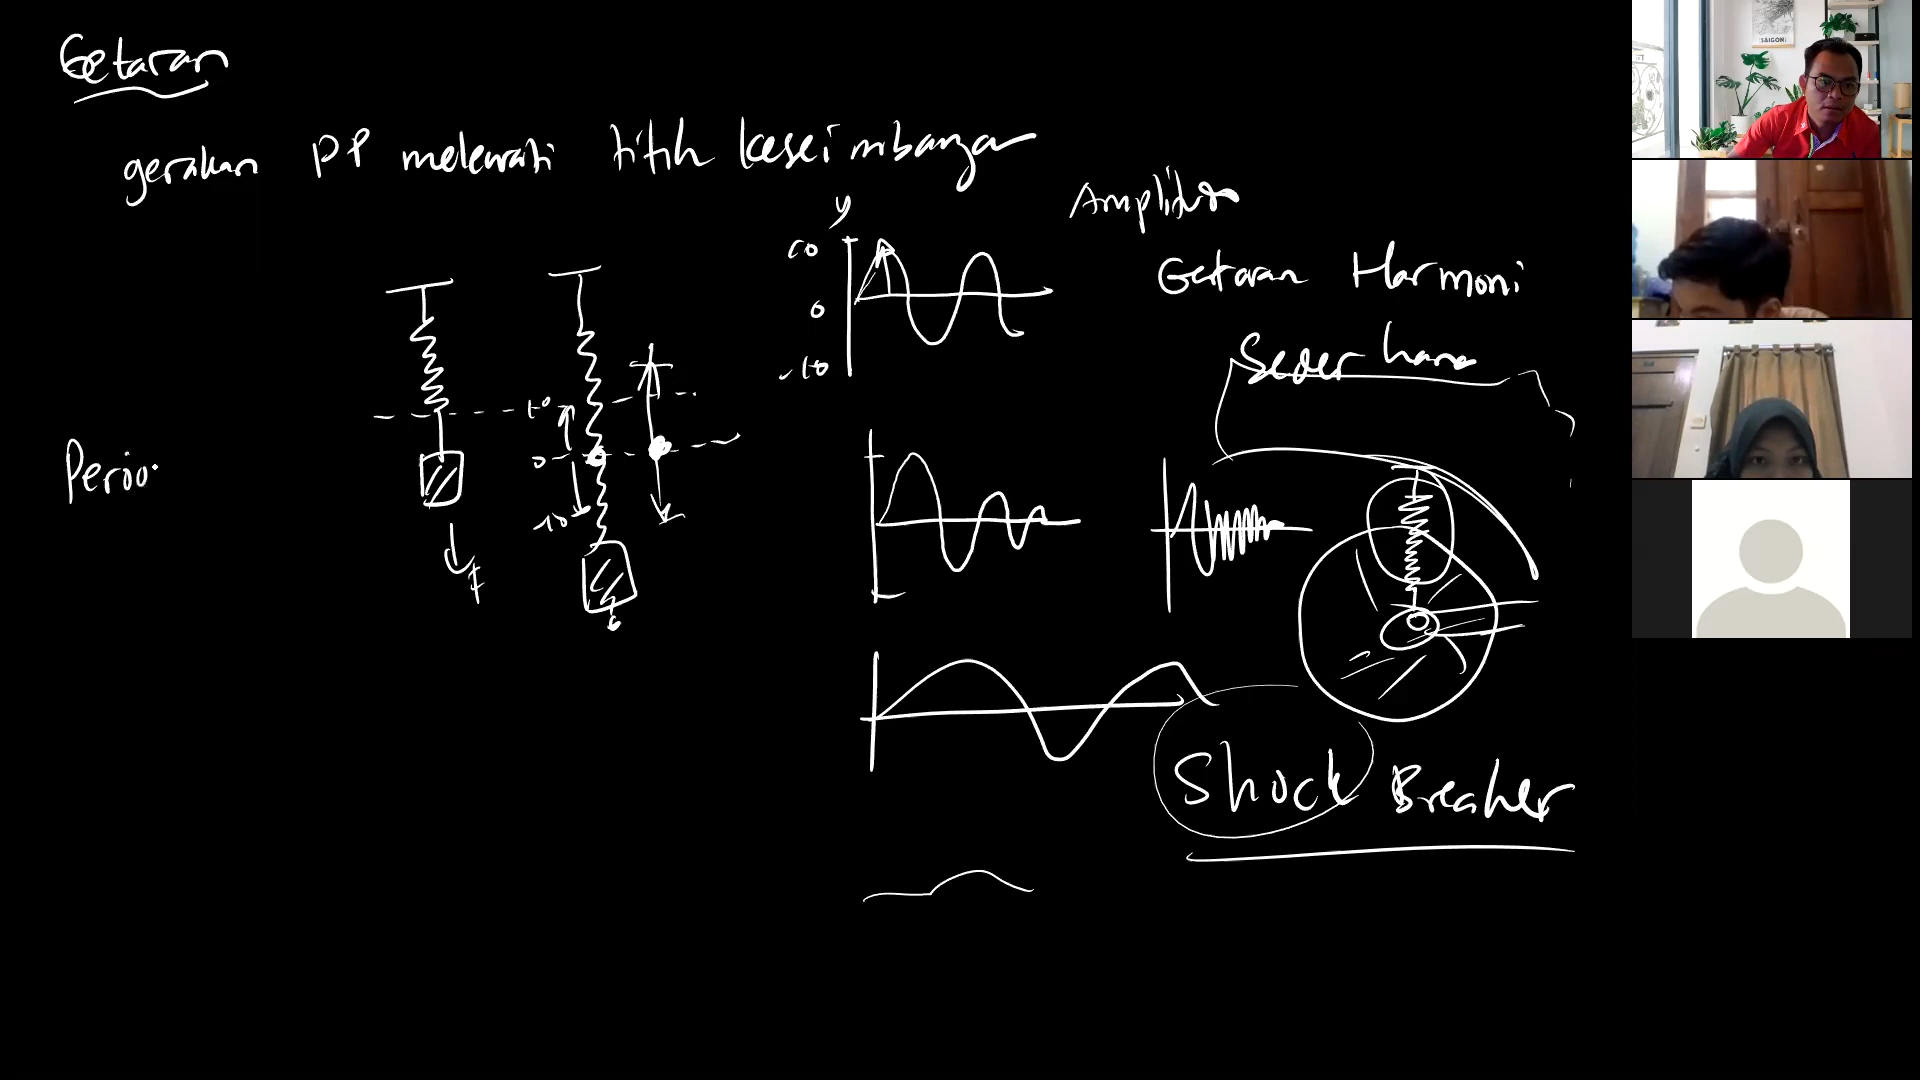 Getaran
gerakan PP melewati titik keseimbangan
y
10
0
-10
Amplitudo
Getaran Harmoni
Sederhana
Perio
10
0
-10
F
Shock Breaker
SAIGON